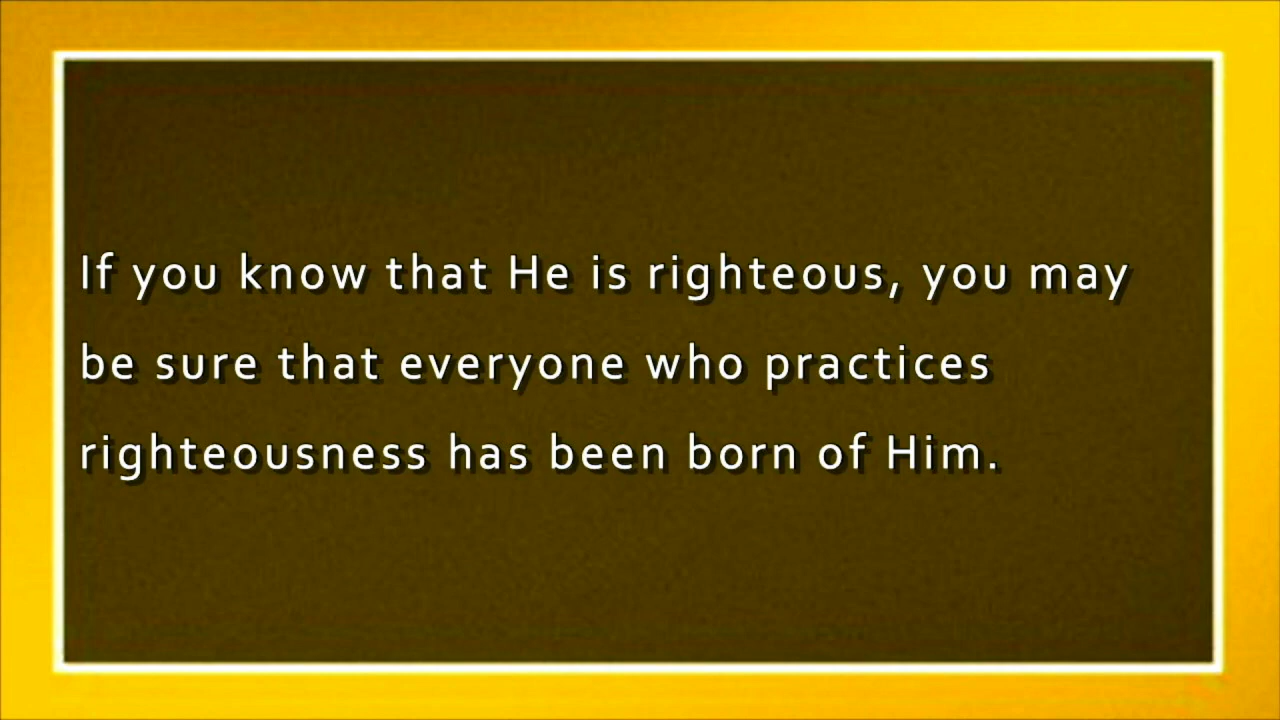 If you know that He is righteous, you may
be sure that everyone who practices
righteousness has been born of Him.